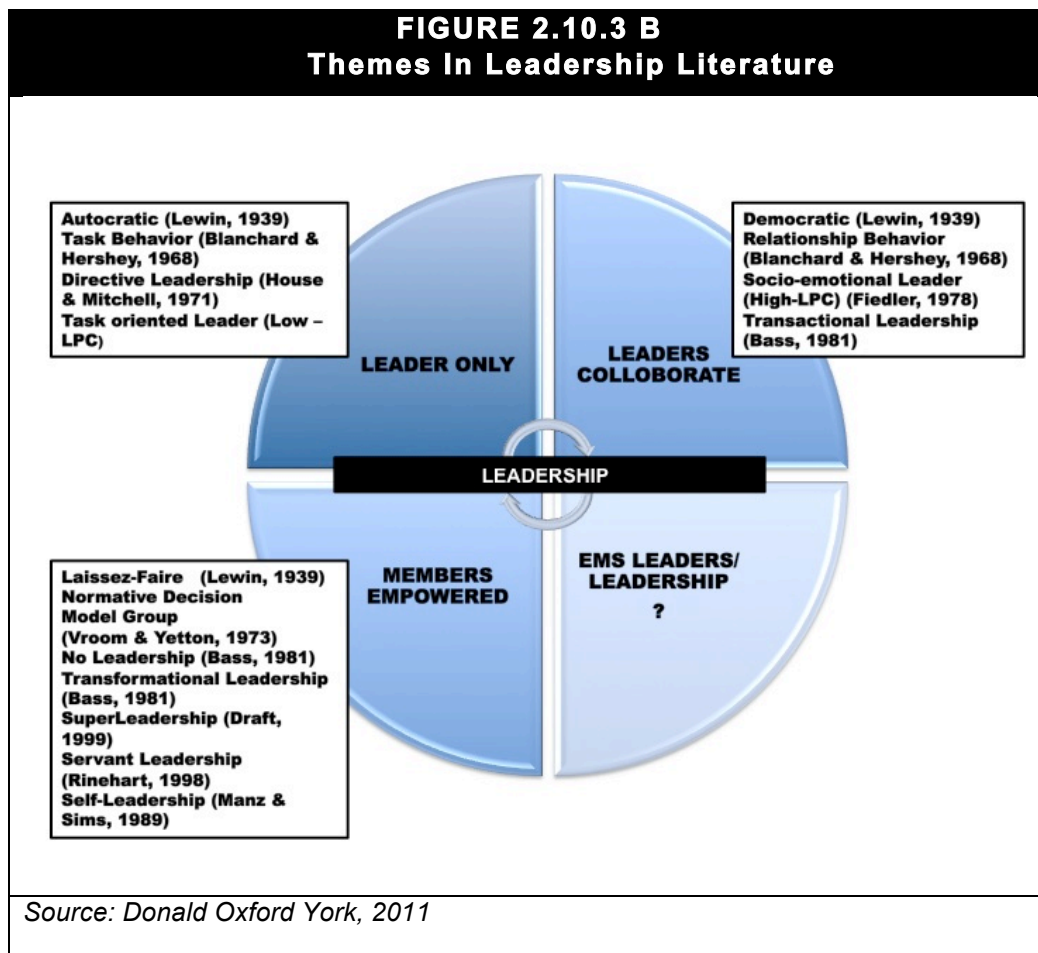 FIGURE 2.10.3 B
Themes In Leadership Literature
Autocratic (Lewin, 1939)
Task Behavior (Blanchard &
Hershey, 1968)
Directive Leadership (House
& Mitchell, 1971)
Task oriented Leader (Low –
LPC)
LEADER ONLY
Democratic (Lewin, 1939)
Relationship Behavior
(Blanchard & Hershey, 1968)
Socio-emotional Leader
(High-LPC) (Fiedler, 1978)
Transactional Leadership
(Bass, 1981)
LEADERS
COLLOBORATE
LEADERSHIP
Laissez-Faire (Lewin, 1939)
Normative Decision
Model Group
(Vroom & Yetton, 1973)
No Leadership (Bass, 1981)
Transformational Leadership
(Bass, 1981)
SuperLeadership (Draft,
1999)
Servant Leadership
(Rinehart, 1998)
Self-Leadership (Manz &
Sims, 1989)
MEMBERS
EMPOWERED
EMS LEADERS/
LEADERSHIP
?
Source: Donald Oxford York, 2011